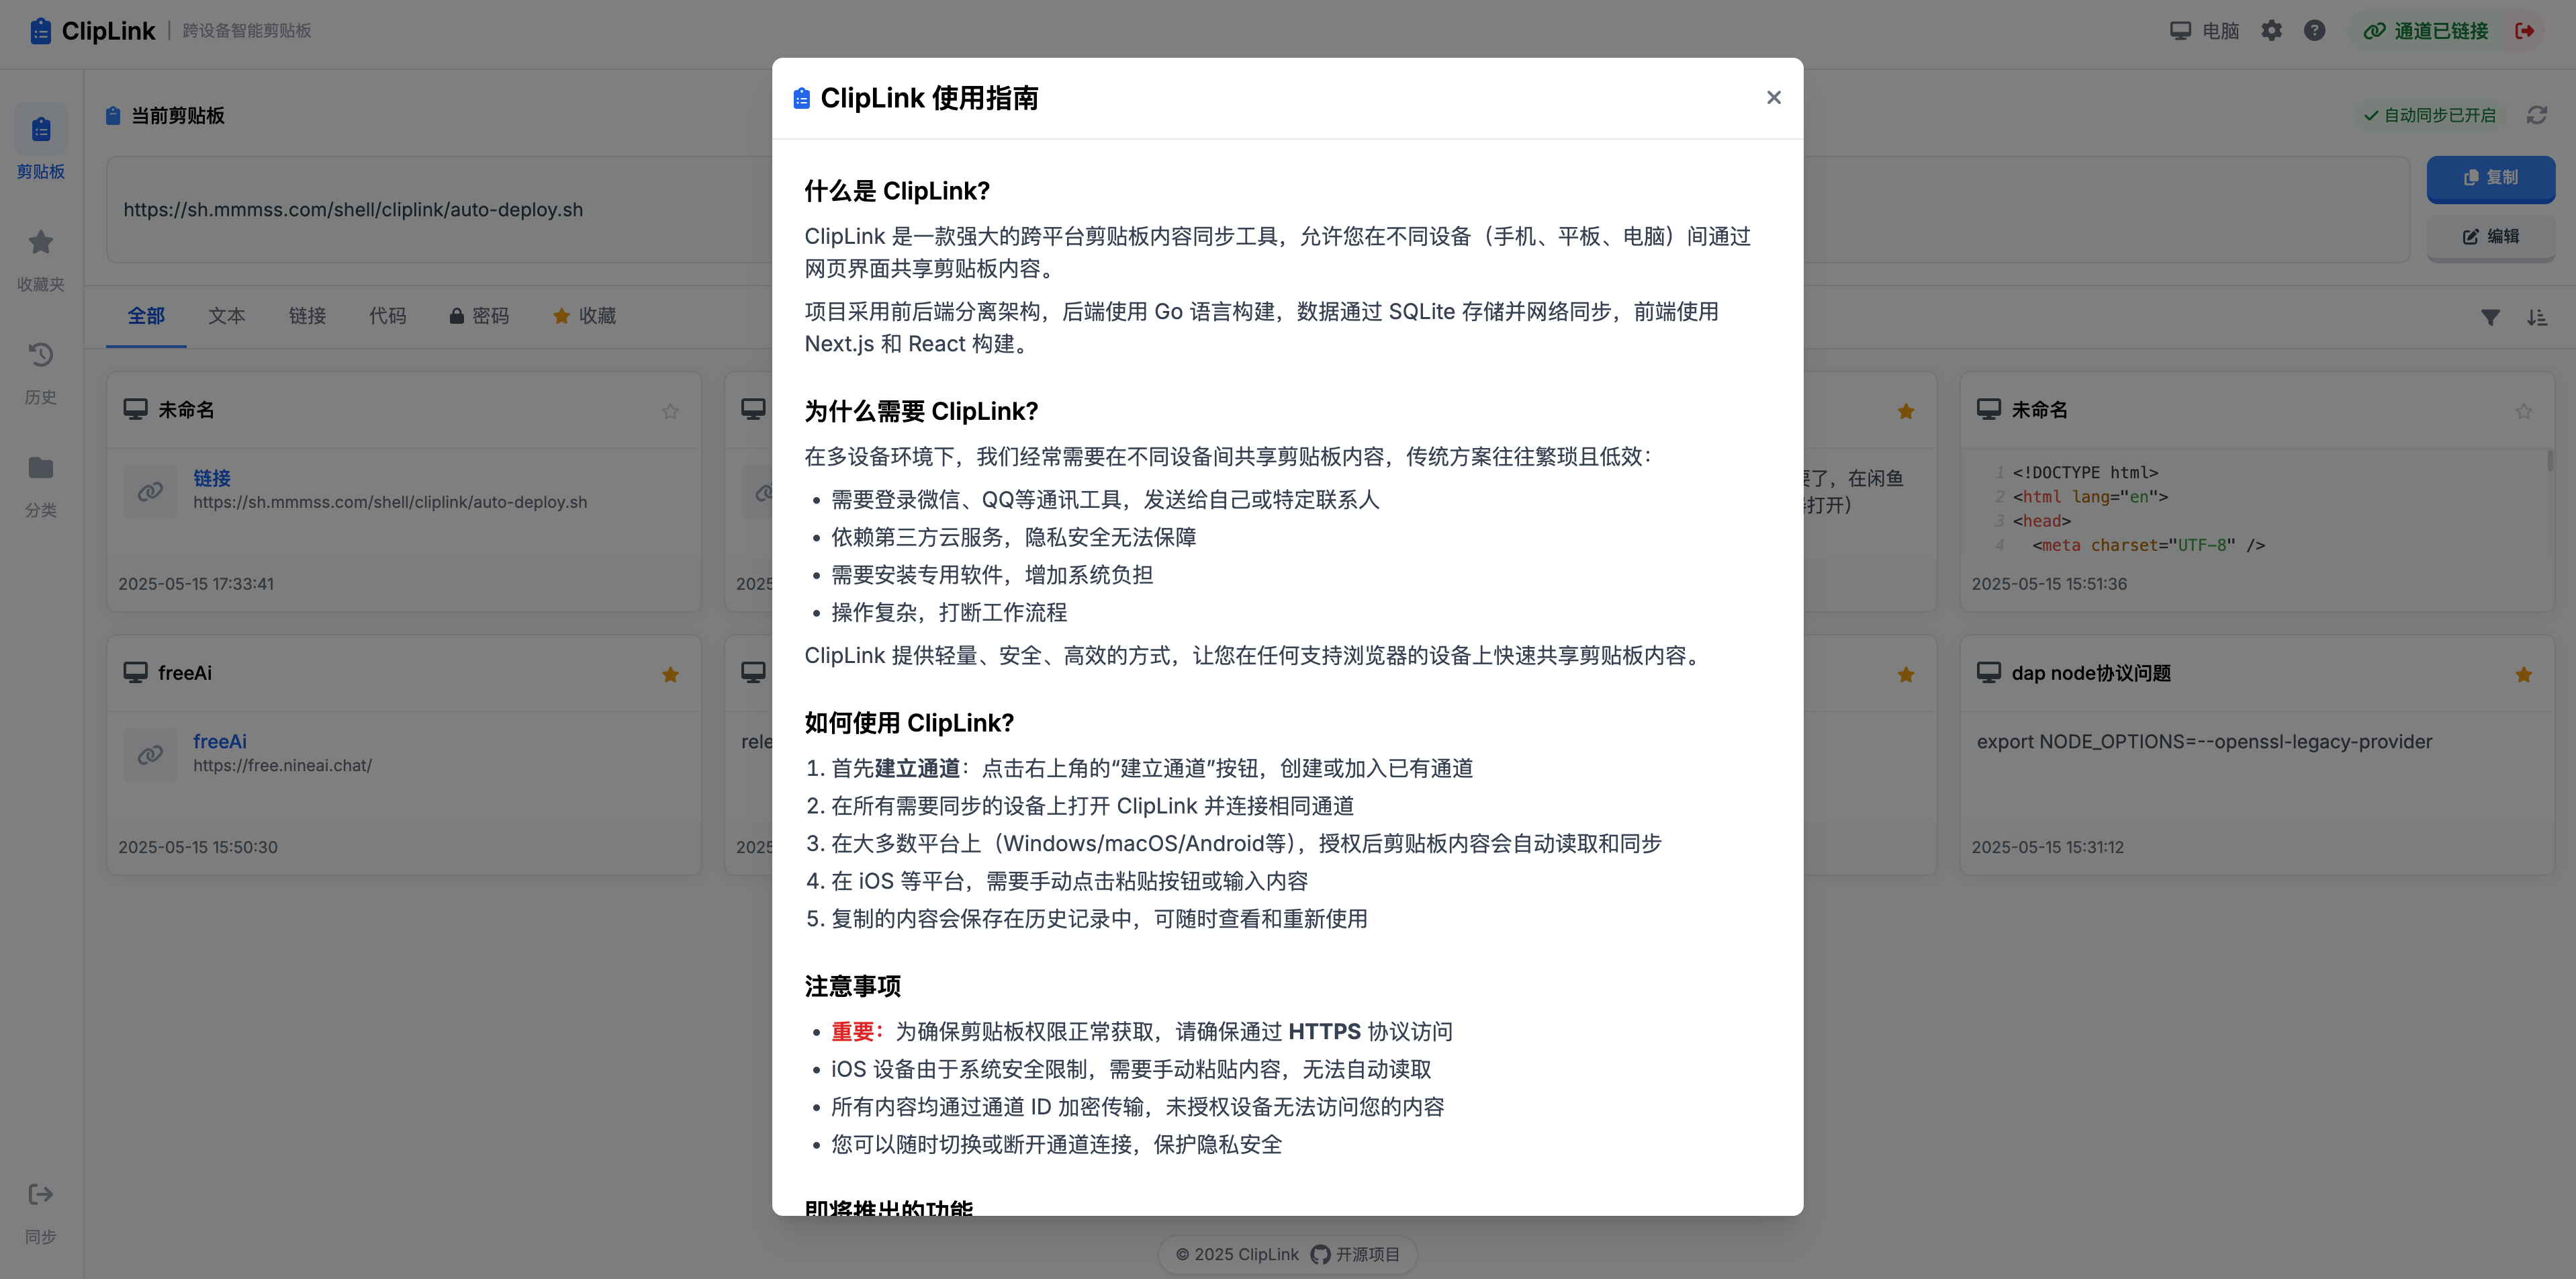 ClipLink
跨设备智能剪贴板
电脑
通道已链接
剪贴板
收藏夹
历史
分类
同步
当前剪贴板
自动同步已开启
https://sh.mmmss.com/shell/cliplink/auto-deploy.sh
复制
编辑
全部
文本
链接
代码
密码
收藏
未命名
链接
https://sh.mmmss.com/shell/cliplink/auto-deploy.sh
2025-05-15 17:33:41
2025
要了，在闲鱼
打开）
未命名
1 <!DOCTYPE html>
2 <html lang="en">
3 <head>
4 <meta charset="UTF-8" />
2025-05-15 15:51:36
freeAi
freeAi
https://free.nineai.chat/
2025-05-15 15:50:30
rele
2025
dap node协议问题
export NODE_OPTIONS=--openssl-legacy-provider
2025-05-15 15:31:12
ClipLink 使用指南
什么是 ClipLink?
ClipLink 是一款强大的跨平台剪贴板内容同步工具，允许您在不同设备（手机、平板、电脑）间通过
网页界面共享剪贴板内容。
项目采用前后端分离架构，后端使用 Go 语言构建，数据通过 SQLite 存储并网络同步，前端使用
Next.js 和 React 构建。
为什么需要 ClipLink?
在多设备环境下，我们经常需要在不同设备间共享剪贴板内容，传统方案往往繁琐且低效：
• 需要登录微信、QQ等通讯工具，发送给自己或特定联系人
• 依赖第三方云服务，隐私安全无法保障
• 需要安装专用软件，增加系统负担
• 操作复杂，打断工作流程
ClipLink 提供轻量、安全、高效的方式，让您在任何支持浏览器的设备上快速共享剪贴板内容。
如何使用 ClipLink?
1. 首先建立通道：点击右上角的“建立通道”按钮，创建或加入已有通道
2. 在所有需要同步的设备上打开 ClipLink 并连接相同通道
3. 在大多数平台上（Windows/macOS/Android等），授权后剪贴板内容会自动读取和同步
4. 在 iOS 等平台，需要手动点击粘贴按钮或输入内容
5. 复制的内容会保存在历史记录中，可随时查看和重新使用
注意事项
• 重要：为确保剪贴板权限正常获取，请确保通过 HTTPS 协议访问
• iOS 设备由于系统安全限制，需要手动粘贴内容，无法自动读取
• 所有内容均通过通道 ID 加密传输，未授权设备无法访问您的内容
• 您可以随时切换或断开通道连接，保护隐私安全
即将推出的功能
© 2025 ClipLink 开源项目